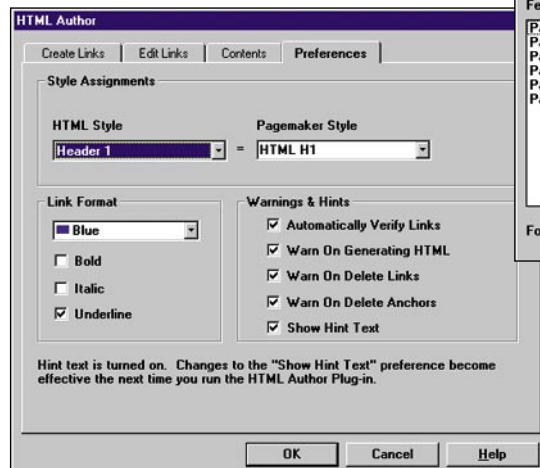 HTML Author
Create Links Edit Links Contents Preferences
Style Assignments
HTML Style Pagemaker Style
Header 1 = HTML H1
Link Format
Blue
Bold
Italic
Underline
Warnings & Hints
Automatically Verify Links
Warn On Generating HTML
Warn On Delete Links
Warn On Delete Anchors
Show Hint Text
Hint text is turned on. Changes to the "Show Hint Text" preference become
effective the next time you run the HTML Author Plug-in.
OK Cancel Help